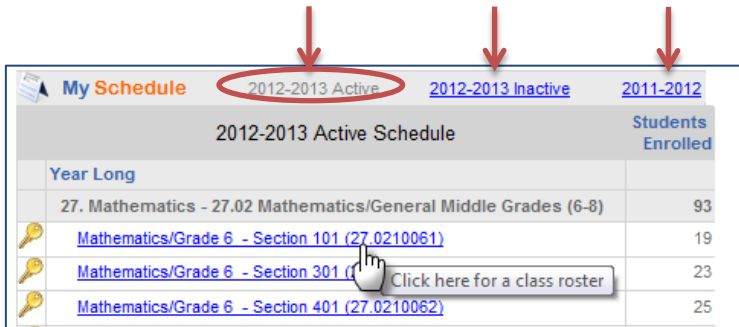 My Schedule 2012-2013 Active 2012-2013 Inactive 2011-2012
2012-2013 Active Schedule Students Enrolled
Year Long
27. Mathematics - 27.02 Mathematics/General Middle Grades (6-8) 93
Mathematics/Grade 6 - Section 101 (27.0210061) 19
Mathematics/Grade 6 - Section 301 (2 23
Click here for a class roster
Mathematics/Grade 6 - Section 401 (27.0210062) 25